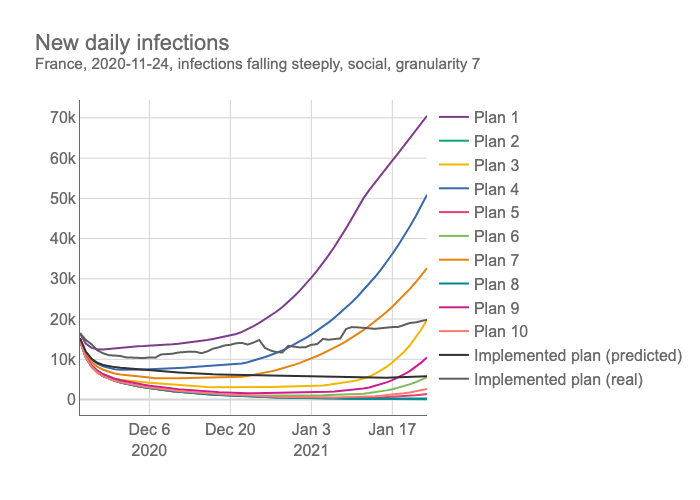 New daily infections
France, 2020-11-24, infections falling steeply, social, granularity 7
70k
60k
50k
40k
30k
20k
10k
0
Dec 6
2020
Dec 20
Jan 3
2021
Jan 17
Plan 1
Plan 2
Plan 3
Plan 4
Plan 5
Plan 6
Plan 7
Plan 8
Plan 9
Plan 10
Implemented plan (predicted)
Implemented plan (real)